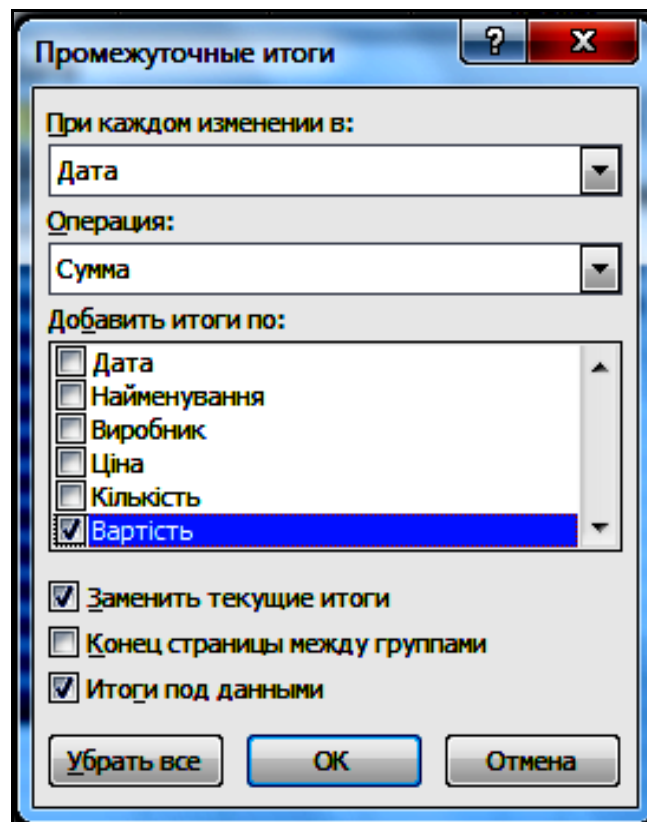 Промежуточные итоги
При каждом изменении в:
Дата
Операция:
Сумма
Добавить итоги по:
Дата
Найменування
Виробник
Ціна
Кількість
Вартість
Заменить текущие итоги
Конец страницы между группами
Итоги под данными
Убрать все ОК Отмена